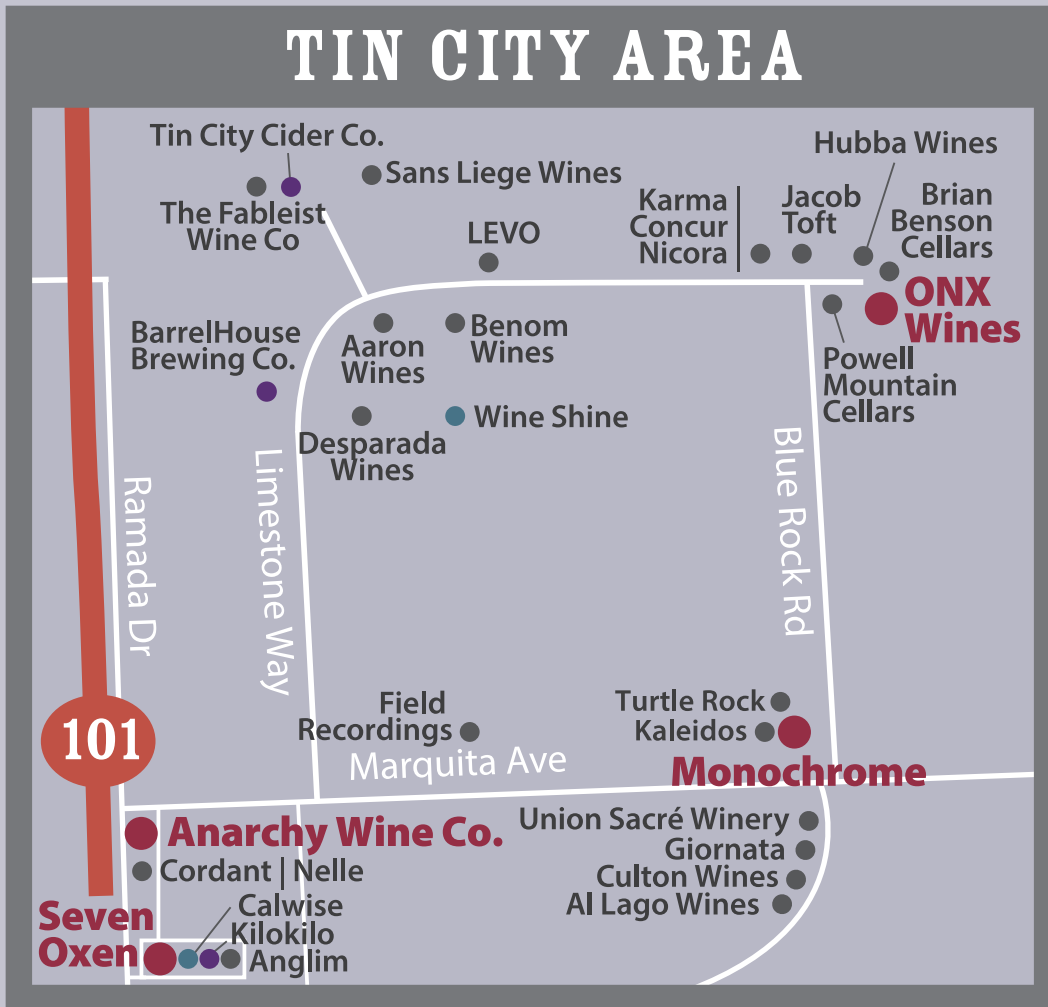 TIN CITY AREA
Tin City Cider Co.
Hubba Wines
Sans Liege Wines
The Fableist
Wine Co
Karma
Concur
Nicora
Jacob
Toft
Brian
Benson
Cellars
LEVO
ONX
Wines
BarrelHouse
Brewing Co.
Aaron
Wines
Benom
Wines
Powell
Mountain
Cellars
Desparada
Wines
Wine Shine
Ramada Dr
Limestone Way
Blue Rock Rd
101
Field
Recordings
Turtle Rock
Kaleidos
Marquita Ave
Monochrome
Anarchy Wine Co.
Union Sacré Winery
Giornata
Cordant | Nelle
Culton Wines
Al Lago Wines
Calwise
Seven
Oxen
Kilokilo
Anglim